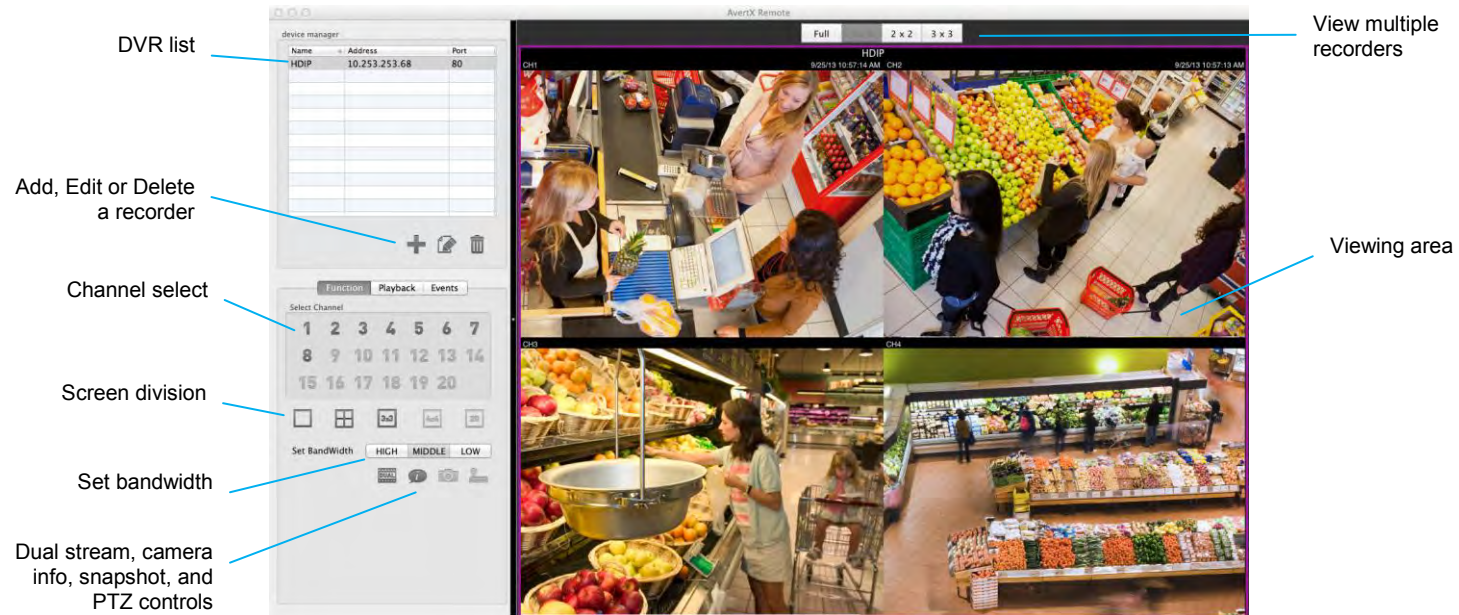 AvertX Remote
DVR list
device manager
Name Address Port
HDIP 10.253.253.68 80
Add, Edit or Delete
a recorder
Channel select
Function Playback Events
Select Channel
1 2 3 4 5 6 7
8 9 10 11 12 13 14
15 16 17 18 19 20
Screen division
3x3
Set bandwidth
Set BandWidth HIGH MIDDLE LOW
DUAL
Dual stream, camera
info, snapshot, and
PTZ controls
Full 2 x 2 3 x 3
View multiple
recorders
HDIP
CH1 9/25/13 10:57:14 AM
CH2 9/25/13 10:57:13 AM
Viewing area
CH3
CH4